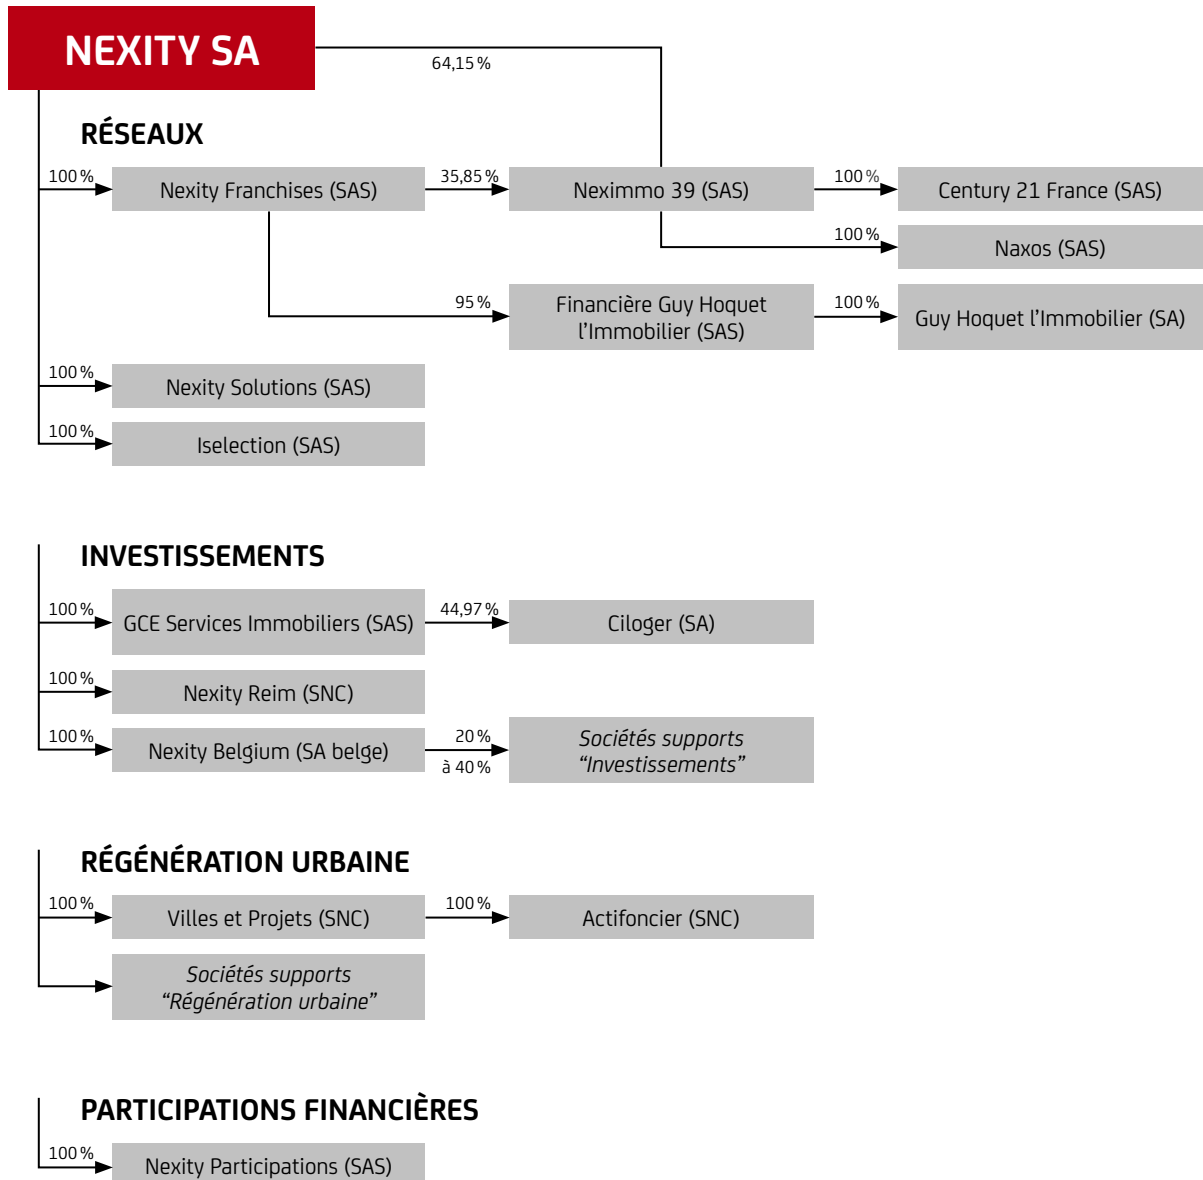 NEXITY SA
64,15 %
RÉSEAUX
100 %
Nexity Franchises (SAS)
35,85 %
Neximmo 39 (SAS)
100 %
Century 21 France (SAS)
100 %
Naxos (SAS)
95 %
Financière Guy Hoquet
l’Immobilier (SAS)
100 %
Guy Hoquet l’Immobilier (SA)
100 %
Nexity Solutions (SAS)
100 %
Iselection (SAS)
INVESTISSEMENTS
100 %
GCE Services Immobiliers (SAS)
44,97 %
Ciloger (SA)
100 %
Nexity Reim (SNC)
100 %
Nexity Belgium (SA belge)
20 %
à 40 %
Sociétés supports
“Investissements”
RÉGÉNÉRATION URBAINE
100 %
Villes et Projets (SNC)
100 %
Actifoncier (SNC)
Sociétés supports
“Régénération urbaine”
PARTICIPATIONS FINANCIÈRES
100 %
Nexity Participations (SAS)